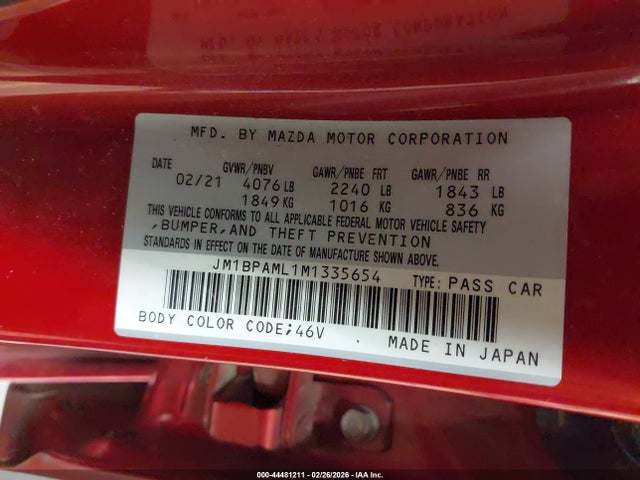 MFD. BY MAZDA MOTOR CORPORATION
DATE GVWR/PNBV GAWR/PNBE FRT GAWR/PNBE RR
02/21 4076 LB 2240 LB 1843 LB
1849 KG 1016 KG 836 KG
THIS VEHICLE CONFORMS TO ALL APPLICABLE FEDERAL MOTOR VEHICLE SAFETY
,BUMPER,AND THEFT PREVENTION
STANDARDS IN EFFECT ON THE DATE OF MANUFACTURE SHOWN ABOVE.
JM1BPAML1M1335654 TYPE: PASS CAR
BODY COLOR CODE;46V MADE IN JAPAN
000-44481211 - 02/26/2026 - IAA Inc.